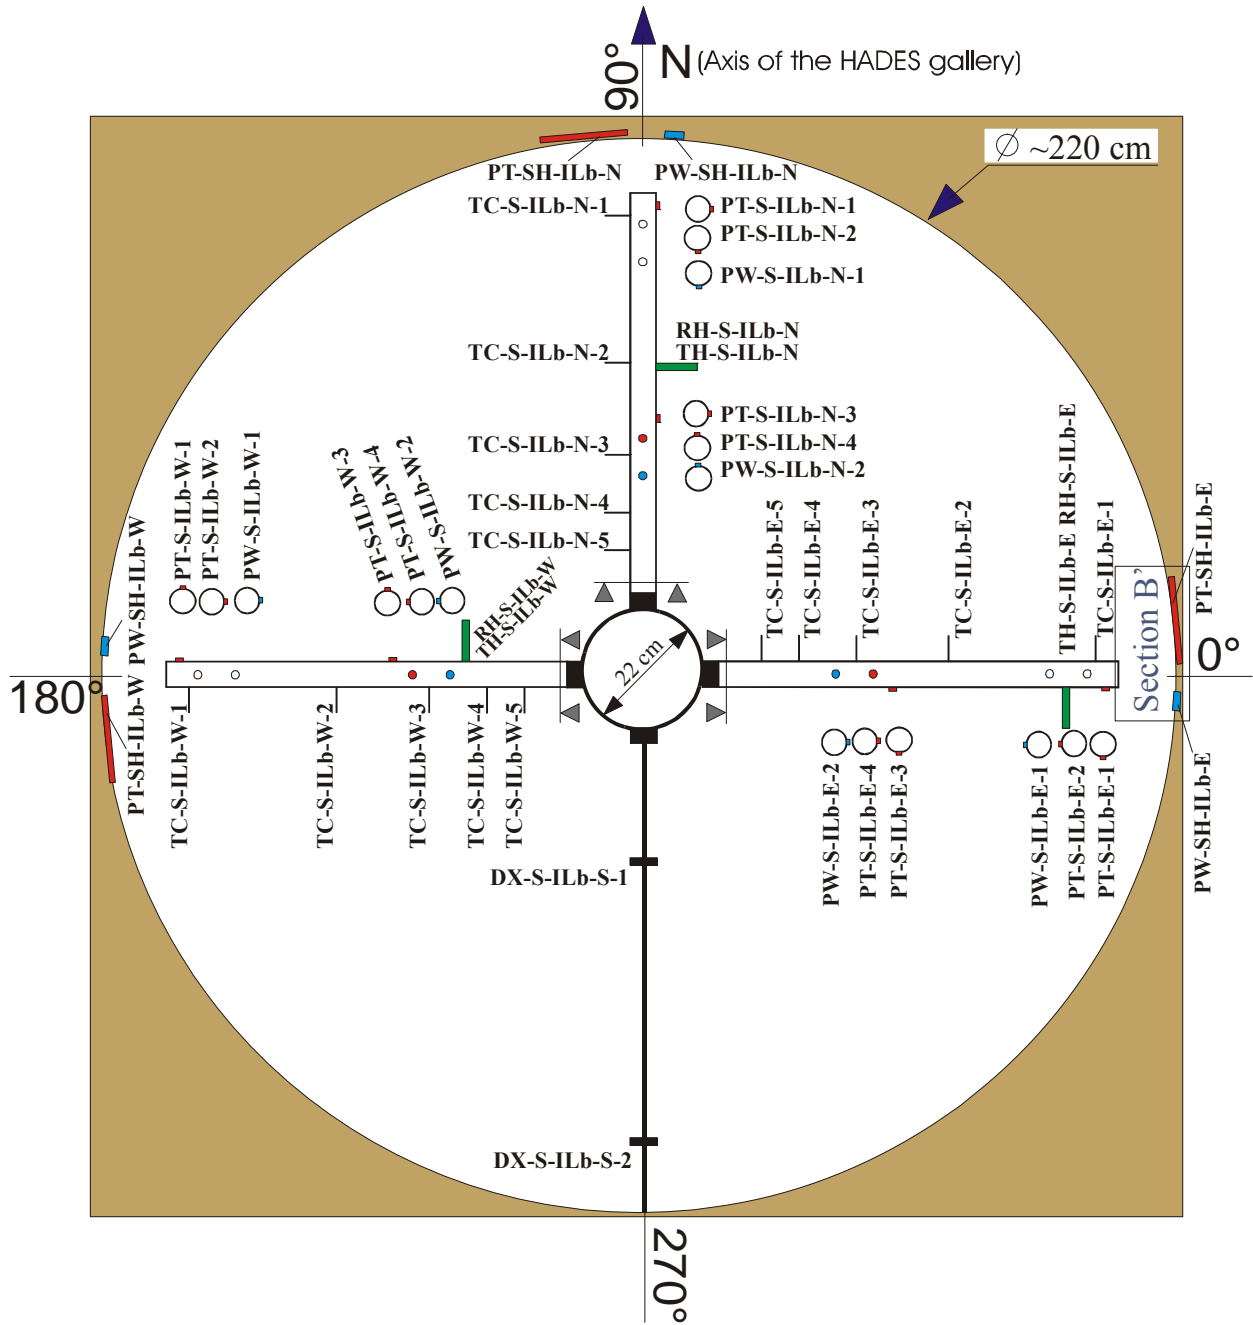 90°
N (Axis of the HADES gallery)
Ø ~220 cm
PT-SH-ILb-N
PW-SH-ILb-N
TC-S-ILb-N-1
PT-S-ILb-N-1
PT-S-ILb-N-2
PW-S-ILb-N-1
RH-S-ILb-N
TC-S-ILb-N-2
TH-S-ILb-N
PT-S-ILb-N-3
TC-S-ILb-N-3
PT-S-ILb-N-4
PW-S-ILb-N-2
TC-S-ILb-N-4
TC-S-ILb-N-5
PT-SH-ILb-W PW-SH-ILb-W
PT-S-ILb-W-1
PT-S-ILb-W-2
PW-S-ILb-W-1
PT-S-ILb-W-3
PT-S-ILb-W-4
PW-S-ILb-W-2
RH-S-ILb-W
TH-S-ILb-W
TC-S-ILb-E-5
TC-S-ILb-E-4
TC-S-ILb-E-3
TC-S-ILb-E-2
TH-S-ILb-E RH-S-ILb-E
TC-S-ILb-E-1
PT-SH-ILb-E
Section B’
0°
22 cm
180°
TC-S-ILb-W-1
TC-S-ILb-W-2
TC-S-ILb-W-3
TC-S-ILb-W-4
TC-S-ILb-W-5
PW-S-ILb-E-2
PT-S-ILb-E-4
PT-S-ILb-E-3
PW-S-ILb-E-1
PT-S-ILb-E-2
PT-S-ILb-E-1
PW-SH-ILb-E
DX-S-ILb-S-1
DX-S-ILb-S-2
270°